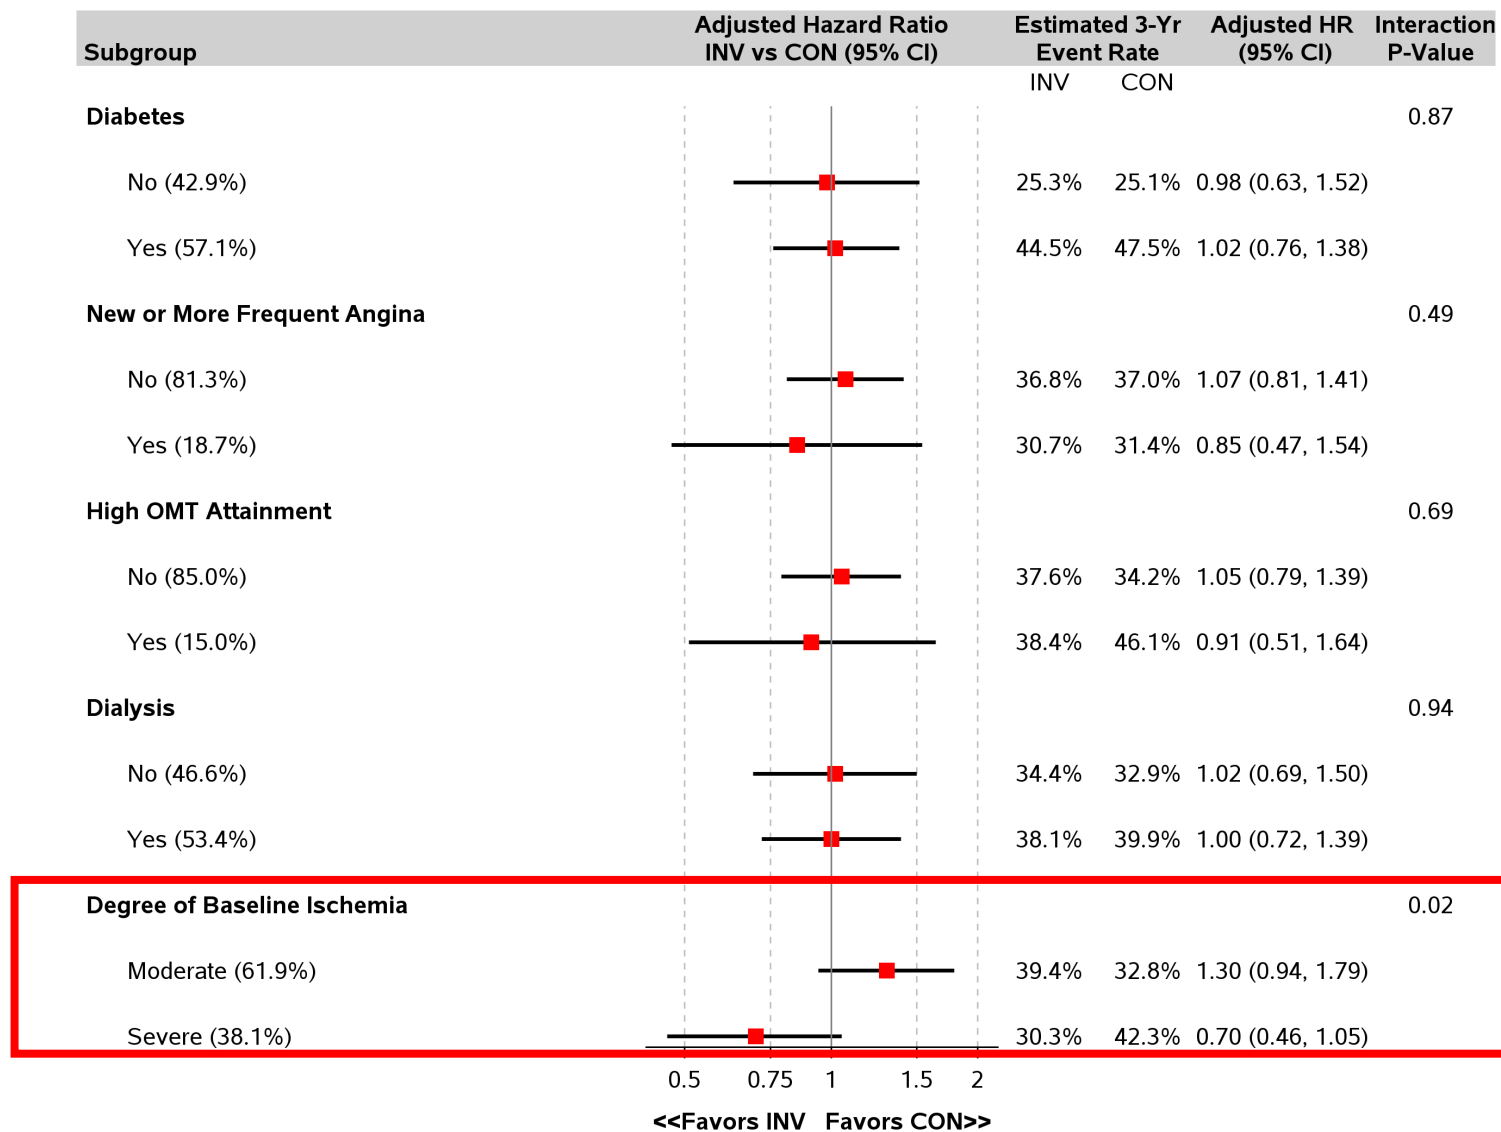 Subgroup Adjusted Hazard Ratio INV vs CON (95% CI) Estimated 3-Yr Event Rate Adjusted HR (95% CI) Interaction P-Value
INV CON
Diabetes 0.87
No (42.9%) 25.3% 25.1% 0.98 (0.63, 1.52)
Yes (57.1%) 44.5% 47.5% 1.02 (0.76, 1.38)
New or More Frequent Angina 0.49
No (81.3%) 36.8% 37.0% 1.07 (0.81, 1.41)
Yes (18.7%) 30.7% 31.4% 0.85 (0.47, 1.54)
High OMT Attainment 0.69
No (85.0%) 37.6% 34.2% 1.05 (0.79, 1.39)
Yes (15.0%) 38.4% 46.1% 0.91 (0.51, 1.64)
Dialysis 0.94
No (46.6%) 34.4% 32.9% 1.02 (0.69, 1.50)
Yes (53.4%) 38.1% 39.9% 1.00 (0.72, 1.39)
Degree of Baseline Ischemia 0.02
Moderate (61.9%) 39.4% 32.8% 1.30 (0.94, 1.79)
Severe (38.1%) 30.3% 42.3% 0.70 (0.46, 1.05)
0.5 0.75 1 1.5 2
<<Favors INV Favors CON>>